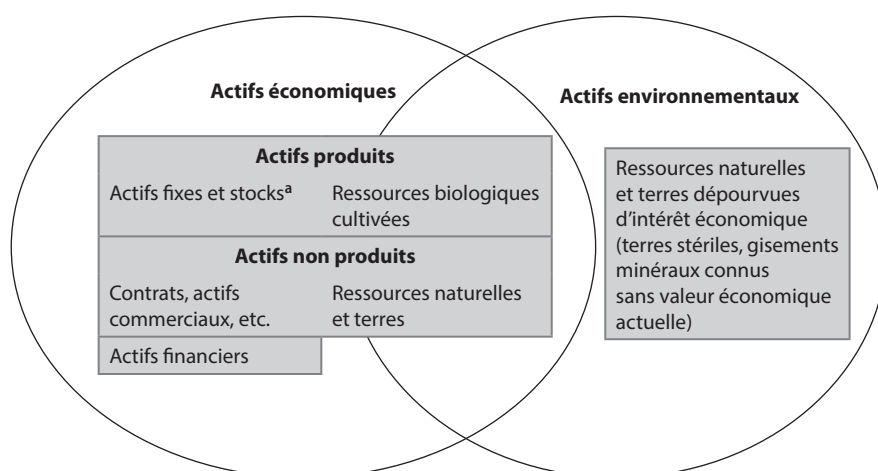 Actifs économiques
Actifs environnementaux
Actifs produits
Actifs fixes et stocksᵃ
Ressources biologiques
cultivées
Actifs non produits
Contrats, actifs
commerciaux, etc.
Ressources naturelles
et terres
Actifs financiers
Ressources naturelles
et terres dépourvues
d’intérêt économique
(terres stériles, gisements
minéraux connus
sans valeur économique
actuelle)